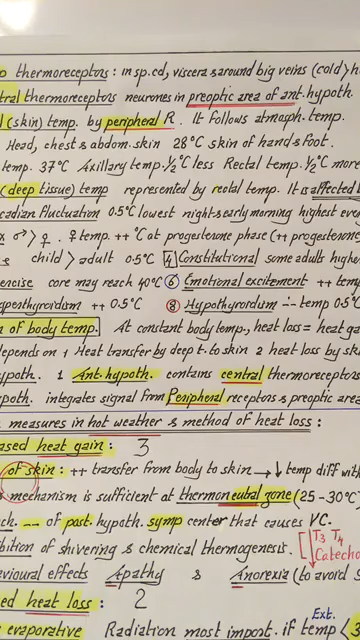 thermoreceptors: in sp.cd, viscera & around big veins (cold) h
tral thermoreceptors neurones in preoptic area of ant. hypoth.
(skin) temp. by peripheral R. It follows atmosph. temp.
Head, chest & abdom. skin 28°C skin of hand & foot.
temp. 37°C Axillary temp. ½°C less Rectal temp. ½°C more
(deep tissue) temp represented by rectal temp. It is affected
cadian fluctuation 0.5°C lowest night & early morning highest eve
x ♂ > ♀. ♀ temp. ++ °C at progesterone phase (++ progesterone
child > adult 0.5°C 4 Constitutional some adults higher
ercise core may reach 40°C 6 Emotional excitement ++ temp
perthyroidism ++ 0.5°C 8 Hypothyroidism temp 0.5°C
n of body temp. At constant body temp., heat loss = heat ga
depends on 1 Heat transfer by deep t. to skin 2 heat loss by sk
ypoth. 1 Ant. hypoth. contains central thermoreceptors
ypoth. integrates signal from Peripheral receptors & preoptic area
measures in hot weather & method of heat loss:
ased heat gain: 3
of skin: ++ transfer from body to skin → ↓ temp diff with
mechanism is sufficient at thermoneubal zone (25-30°C
ch. --- of post. hypoth. symp center that causes VC.
ibition of shivering & chemical thermogenesis. [T3 T4
Catecho
avioural effects Apathy & Anorexia (to avoid S
sed heat loss: 2
Ext.
evaporative Radiation most impot. if temp